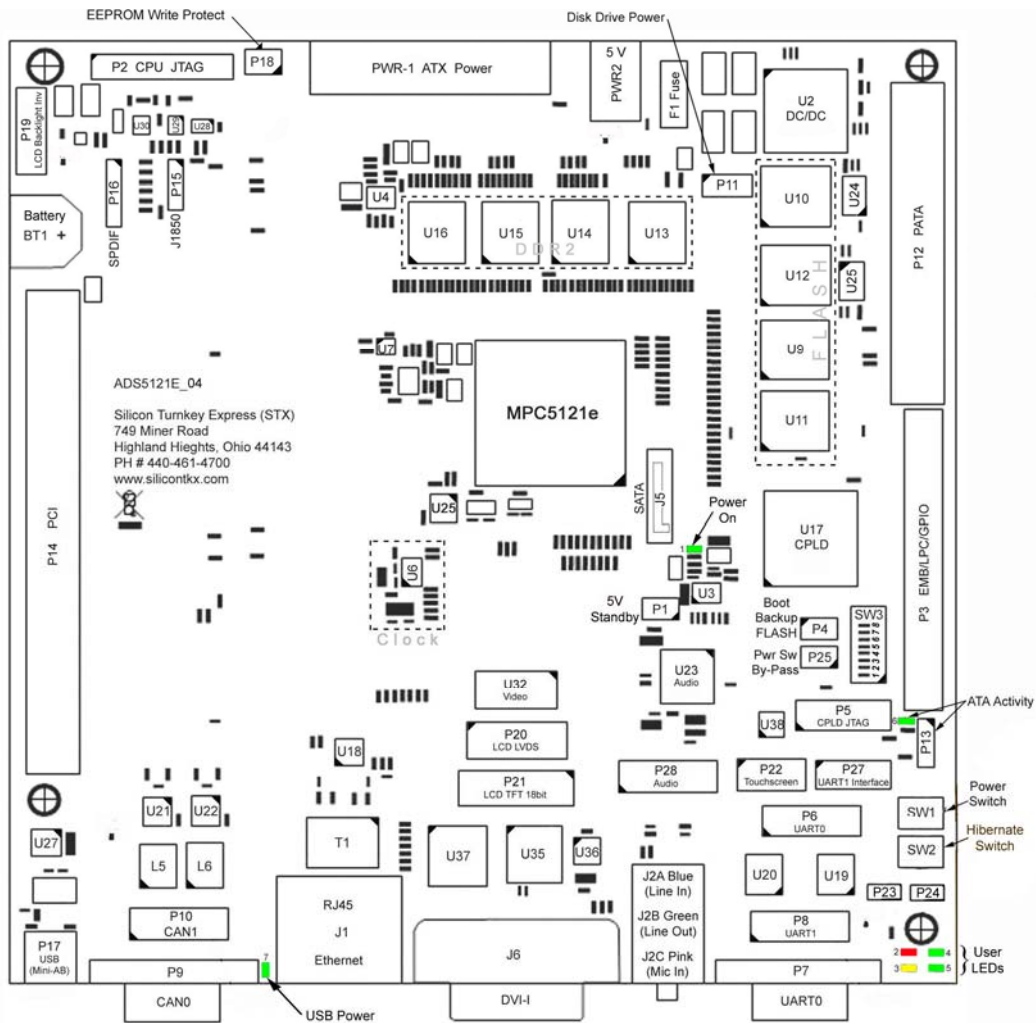 EEPROM Write Protect
Disk Drive Power
P2 CPU JTAG
P18
PWR-1 ATX Power
5 V
PWR2
F1 Fuse
U2
DC/DC
P19
LCD Backlight Inv
U30
U29
U28
P16
SPDIF
P15
J1850
Battery
BT1 +
U4
U16
U15
U14
U13
DDR2
P11
U10
U24
U12
U25
FLASH
U9
U11
P12 PATA
U7
MPC5121e
ADS5121E_04
Silicon Turnkey Express (STX)
749 Miner Road
Highland Hieghts, Ohio 44143
PH # 440-461-4700
www.silicontkx.com
P14 PCI
U25
SATA
J5
Power
On
1
U17
CPLD
P3 EMB/LPC/GPIO
U6
Clock
5V
Standby
P1
U3
Boot
Backup
FLASH
P4
SW3
12345678
Pwr Sw
By-Pass
P25
U23
Audio
U32
Video
P5
CPLD JTAG
U38
6
ATA Activity
P13
P20
LCD LVDS
U18
P21
LCD TFT 18bit
P28
Audio
P22
Touchscreen
P27
UART1 Interface
Power
Switch
SW1
U21
U22
P6
UART0
Hibernate
Switch
SW2
U27
T1
U37
U35
U36
L5
L6
U20
U19
P23
P24
J2A Blue
(Line In)
J2B Green
(Line Out)
J2C Pink
(Mic In)
RJ45
J1
Ethernet
P10
CAN1
P8
UART1
P17
USB
(Mini-AB)
P9
7
J6
P7
2
4
3
5
User
LEDs
CAN0
USB Power
DVI-I
UART0